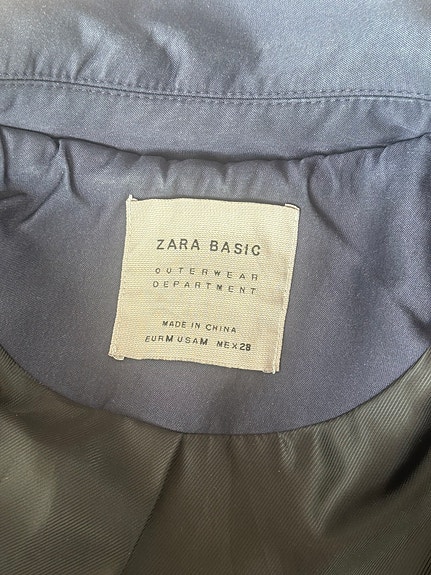 ZARA BASIC
OUTERWEAR
DEPARTMENT
MADE IN CHINA
EUR M USA M MEX 28